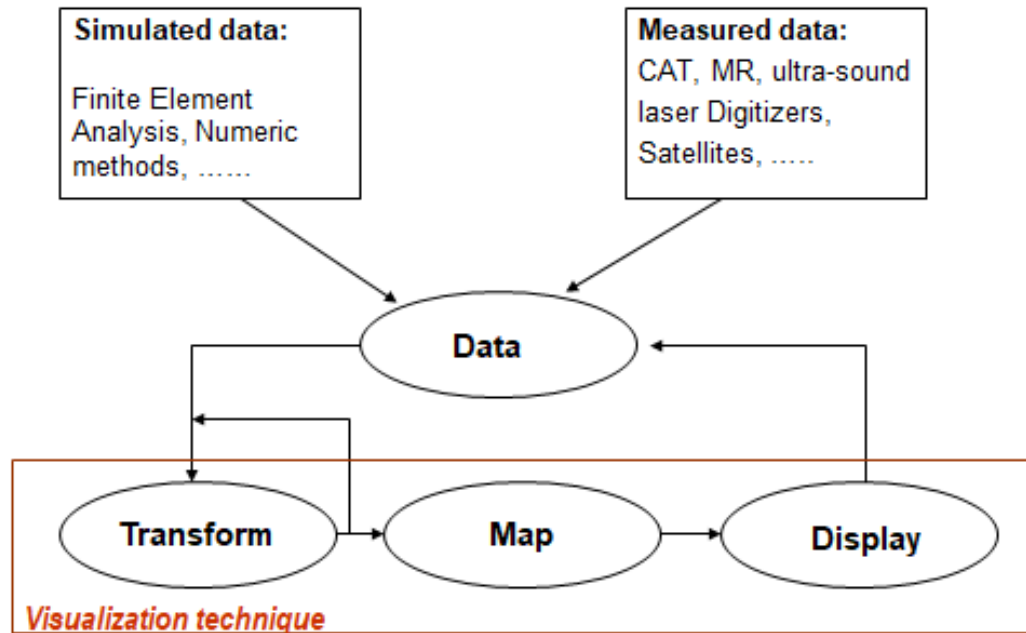 Simulated data:
Finite Element
Analysis, Numeric
methods, ……
Measured data:
CAT, MR, ultra-sound
laser Digitizers,
Satellites, …..
Data
Transform
Map
Display
Visualization technique